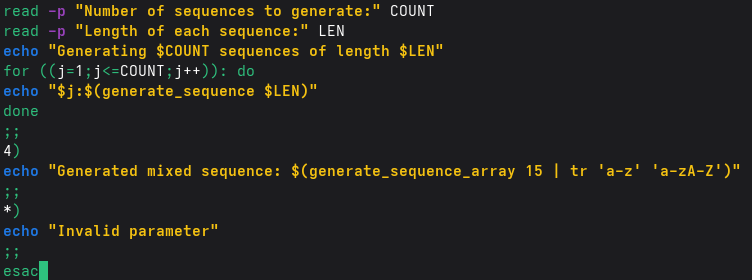 read -p "Number of sequences to generate:" COUNT
read -p "Length of each sequence:" LEN
echo "Generating $COUNT sequences of length $LEN"
for ((j=1;j<=COUNT;j++)): do
echo "$j:$(generate_sequence $LEN)"
done
;;
4)
echo "Generated mixed sequence: $(generate_sequence_array 15 | tr 'a-z' 'a-zA-Z')"
;;
*)
echo "Invalid parameter"
;;
esac